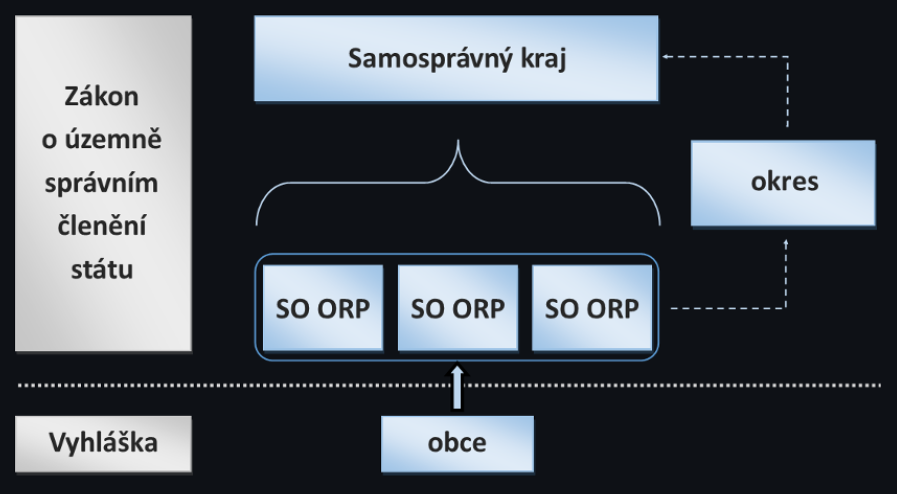 Zákon
o územně
správním
členění
státu
Samosprávný kraj
okres
SO ORP
SO ORP
SO ORP
Vyhláška
obce